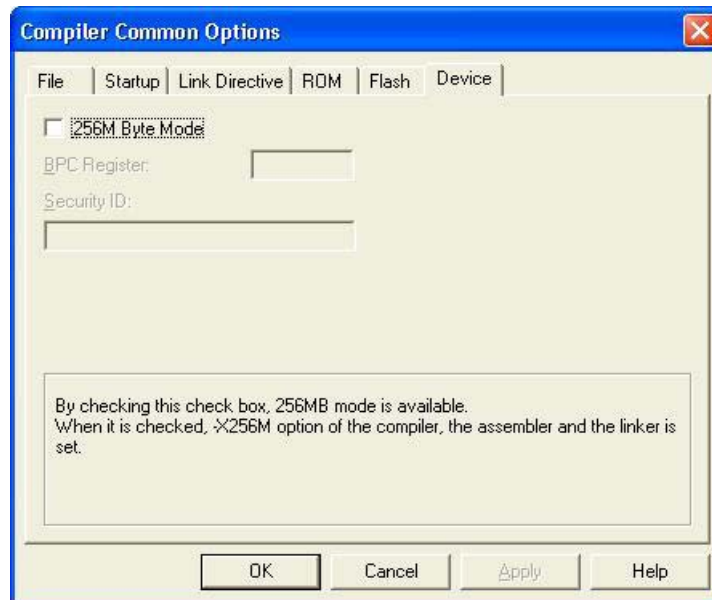 Compiler Common Options
File Startup Link Directive ROM Flash Device
256M Byte Mode
BPC Register:
Security ID:
By checking this check box, 256MB mode is available.
When it is checked, -X256M option of the compiler, the assembler and the linker is
set.
OK Cancel Apply Help